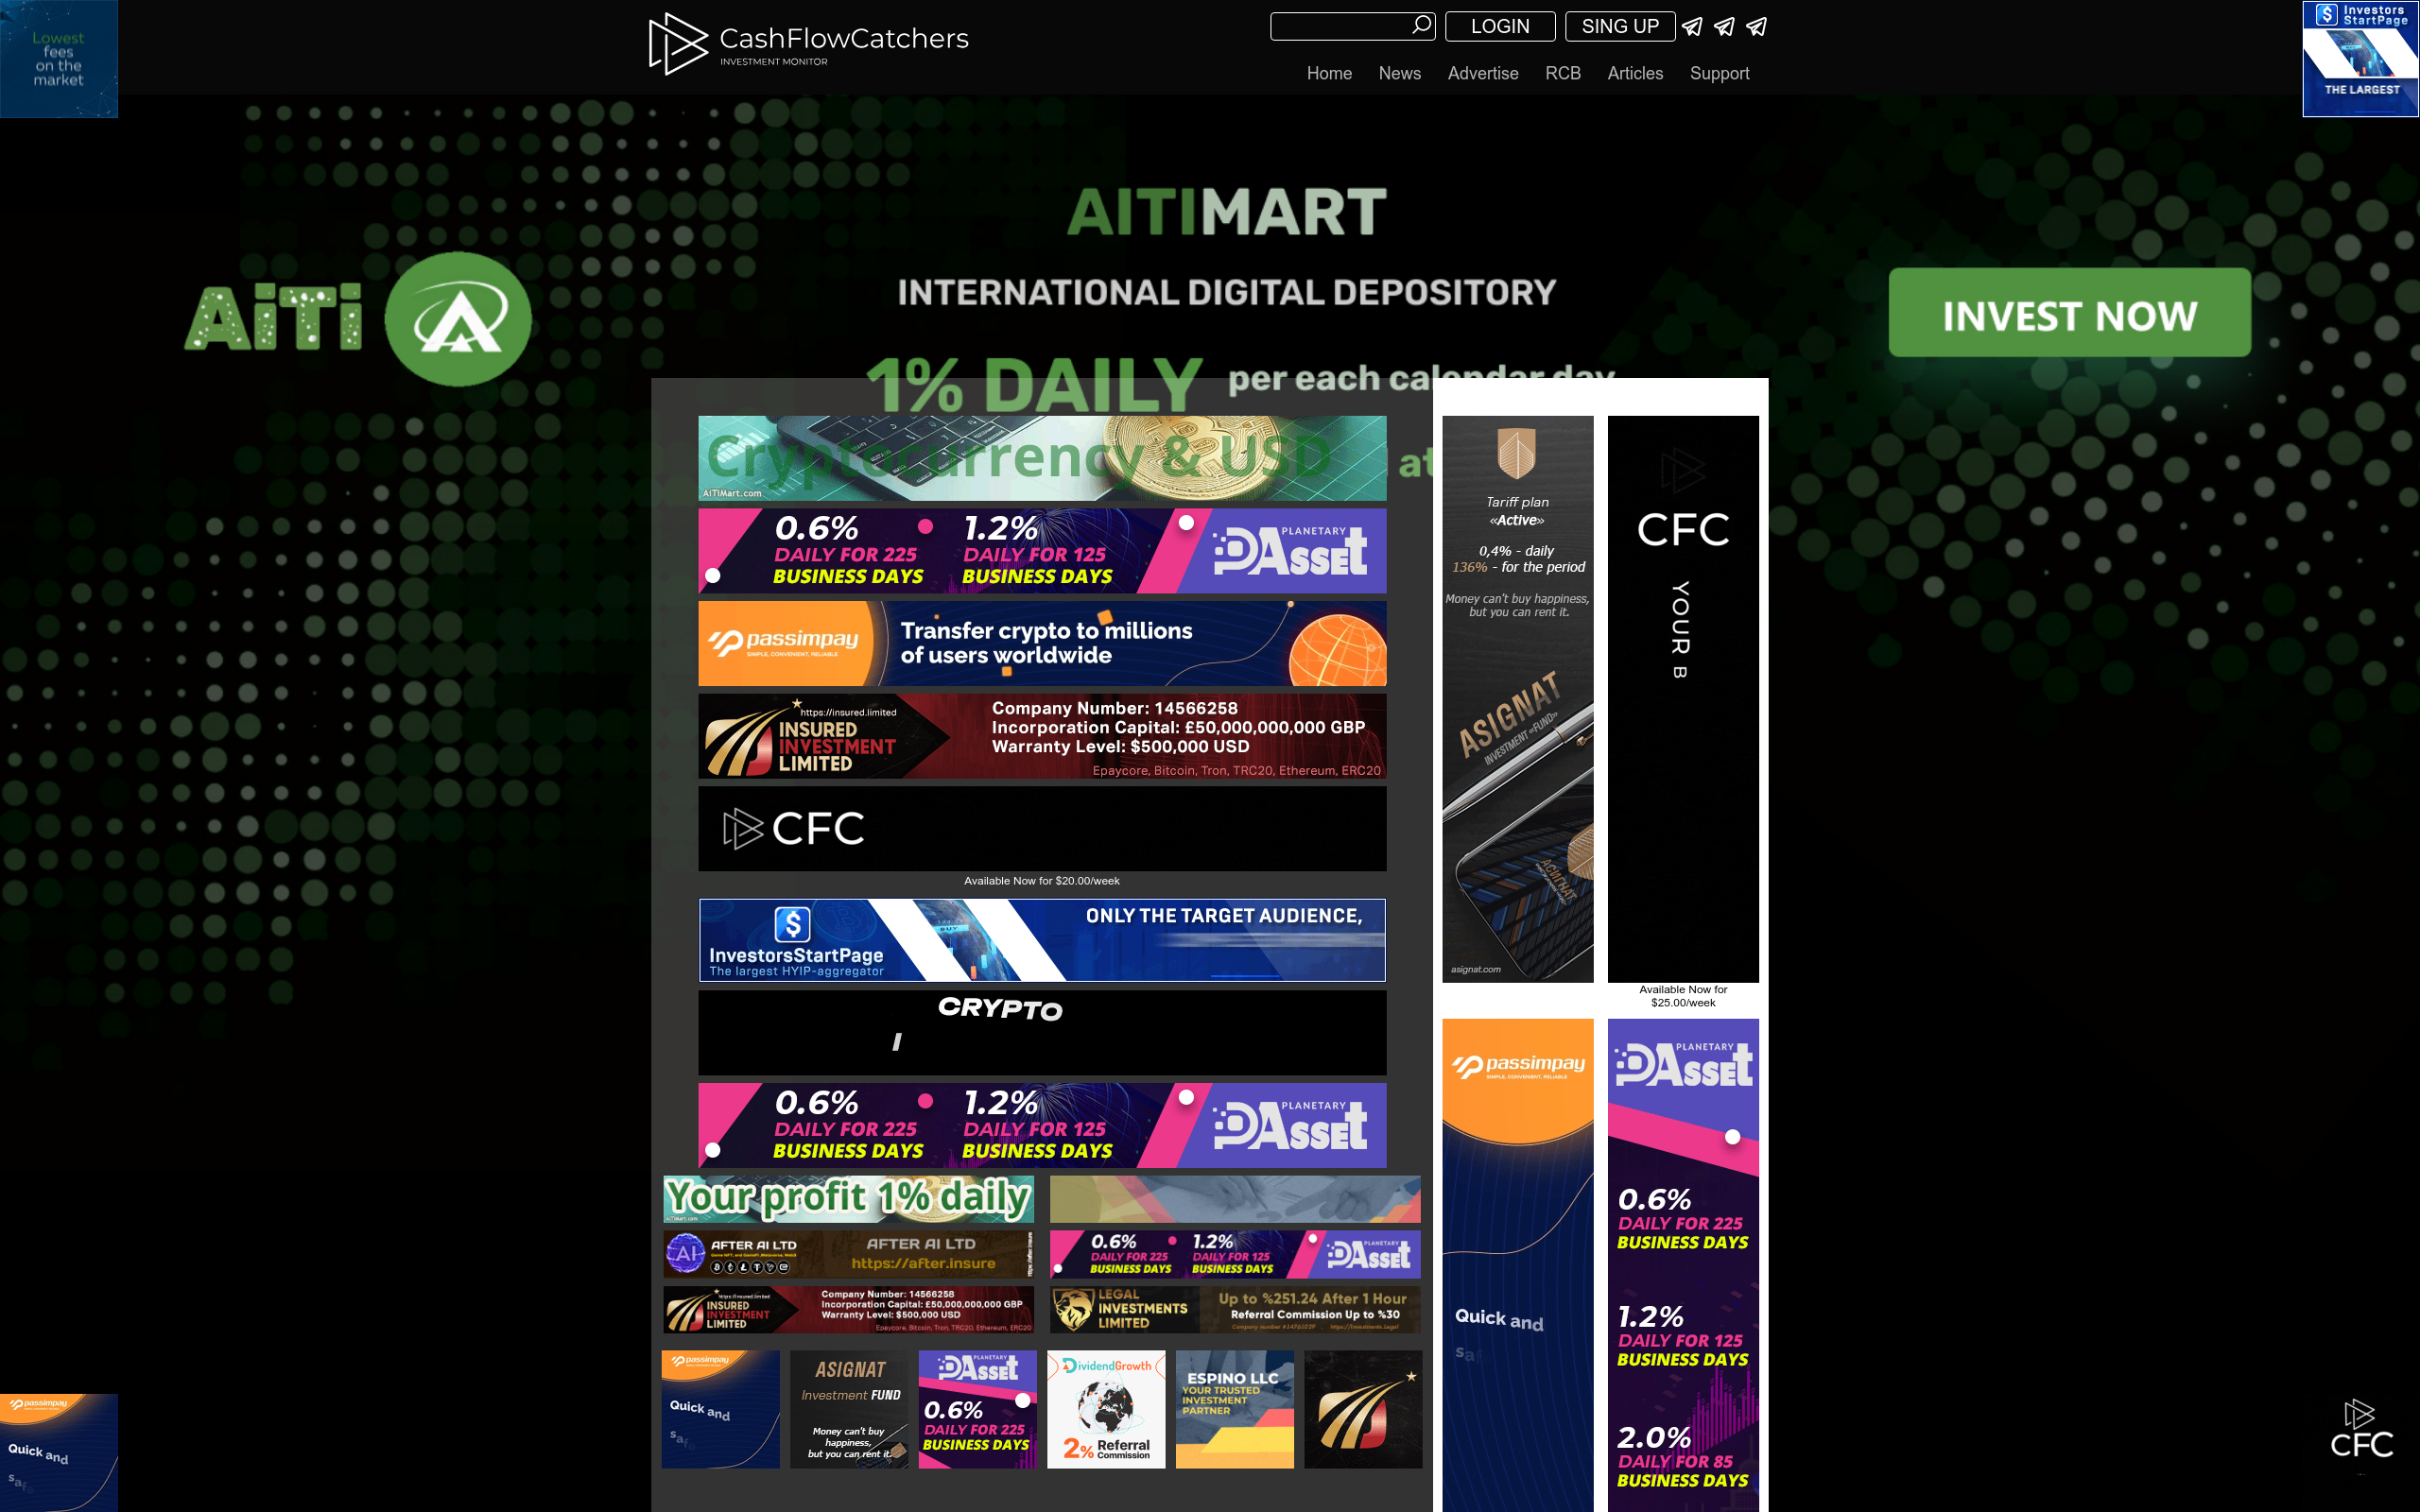 Lowest
fees
on the
market
CashFlowCatchers
INVESTMENT MONITOR
LOGIN
SING UP
Home News Advertise RCB Articles Support
Investors
StartPage
THE LARGEST
AiTi
AITIMART
INTERNATIONAL DIGITAL DEPOSITORY
1% DAILY per each calendar day
INVEST NOW
Cryptocurrency & USD
at
AiTiMart.com
0.6%
DAILY FOR 225
BUSINESS DAYS
1.2%
DAILY FOR 125
BUSINESS DAYS
PLANETARY
Asset
passimpay
SIMPLE, CONVENIENT, RELIABLE
Transfer crypto to millions
of users worldwide
https://insured.limited
INSURED
INVESTMENT
LIMITED
Company Number: 14566258
Incorporation Capital: £50,000,000,000 GBP
Warranty Level: $500,000 USD
Epaycore, Bitcoin, Tron, TRC20, Ethereum, ERC20
CFC
Available Now for $20.00/week
InvestorsStartPage
The largest HYIP-aggregator
BUY
ONLY THE TARGET AUDIENCE,
CRYPTO
I
0.6%
DAILY FOR 225
BUSINESS DAYS
1.2%
DAILY FOR 125
BUSINESS DAYS
PLANETARY
Asset
Your profit 1% daily
AiTiMart.com
AI
AFTER AI LTD
AFTER AI LTD
https://after.insure
https://after.insure
0.6%
DAILY FOR 225
BUSINESS DAYS
1.2%
DAILY FOR 125
BUSINESS DAYS
PLANETARY
Asset
https://insured.limited
INSURED
INVESTMENT
LIMITED
Company Number: 14566258
Incorporation Capital: £50,000,000,000 GBP
Warranty Level: $500,000 USD
Epaycore, Bitcoin, Tron, TRC20, Ethereum, ERC20
LEGAL
INVESTMENTS
LIMITED
Up to %251.24 After 1 Hour
Referral Commission Up to %30
passimpay
Quick and
safe
ASIGNAT
Investment FUND
Money can't buy
happiness,
but you can rent it.
PLANETARY
Asset
0.6%
DAILY FOR 225
BUSINESS DAYS
DividendGrowth
2% Referral
Commission
ESPINO LLC
YOUR TRUSTED
INVESTMENT
PARTNER
Tariff plan
«Active»
0,4% - daily
136% - for the period
Money can't buy happiness,
but you can rent it.
ASIGNAT
INVESTMENT «FUND»
АСИГНАТ
asignat.com
CFC
YOUR B
Available Now for
$25.00/week
passimpay
SIMPLE, CONVENIENT, RELIABLE
Quick and
sa
PLANETARY
Asset
0.6%
DAILY FOR 225
BUSINESS DAYS
1.2%
DAILY FOR 125
BUSINESS DAYS
2.0%
DAILY FOR 85
BUSINESS DAYS
passimpay
Quick and
safe
CFC